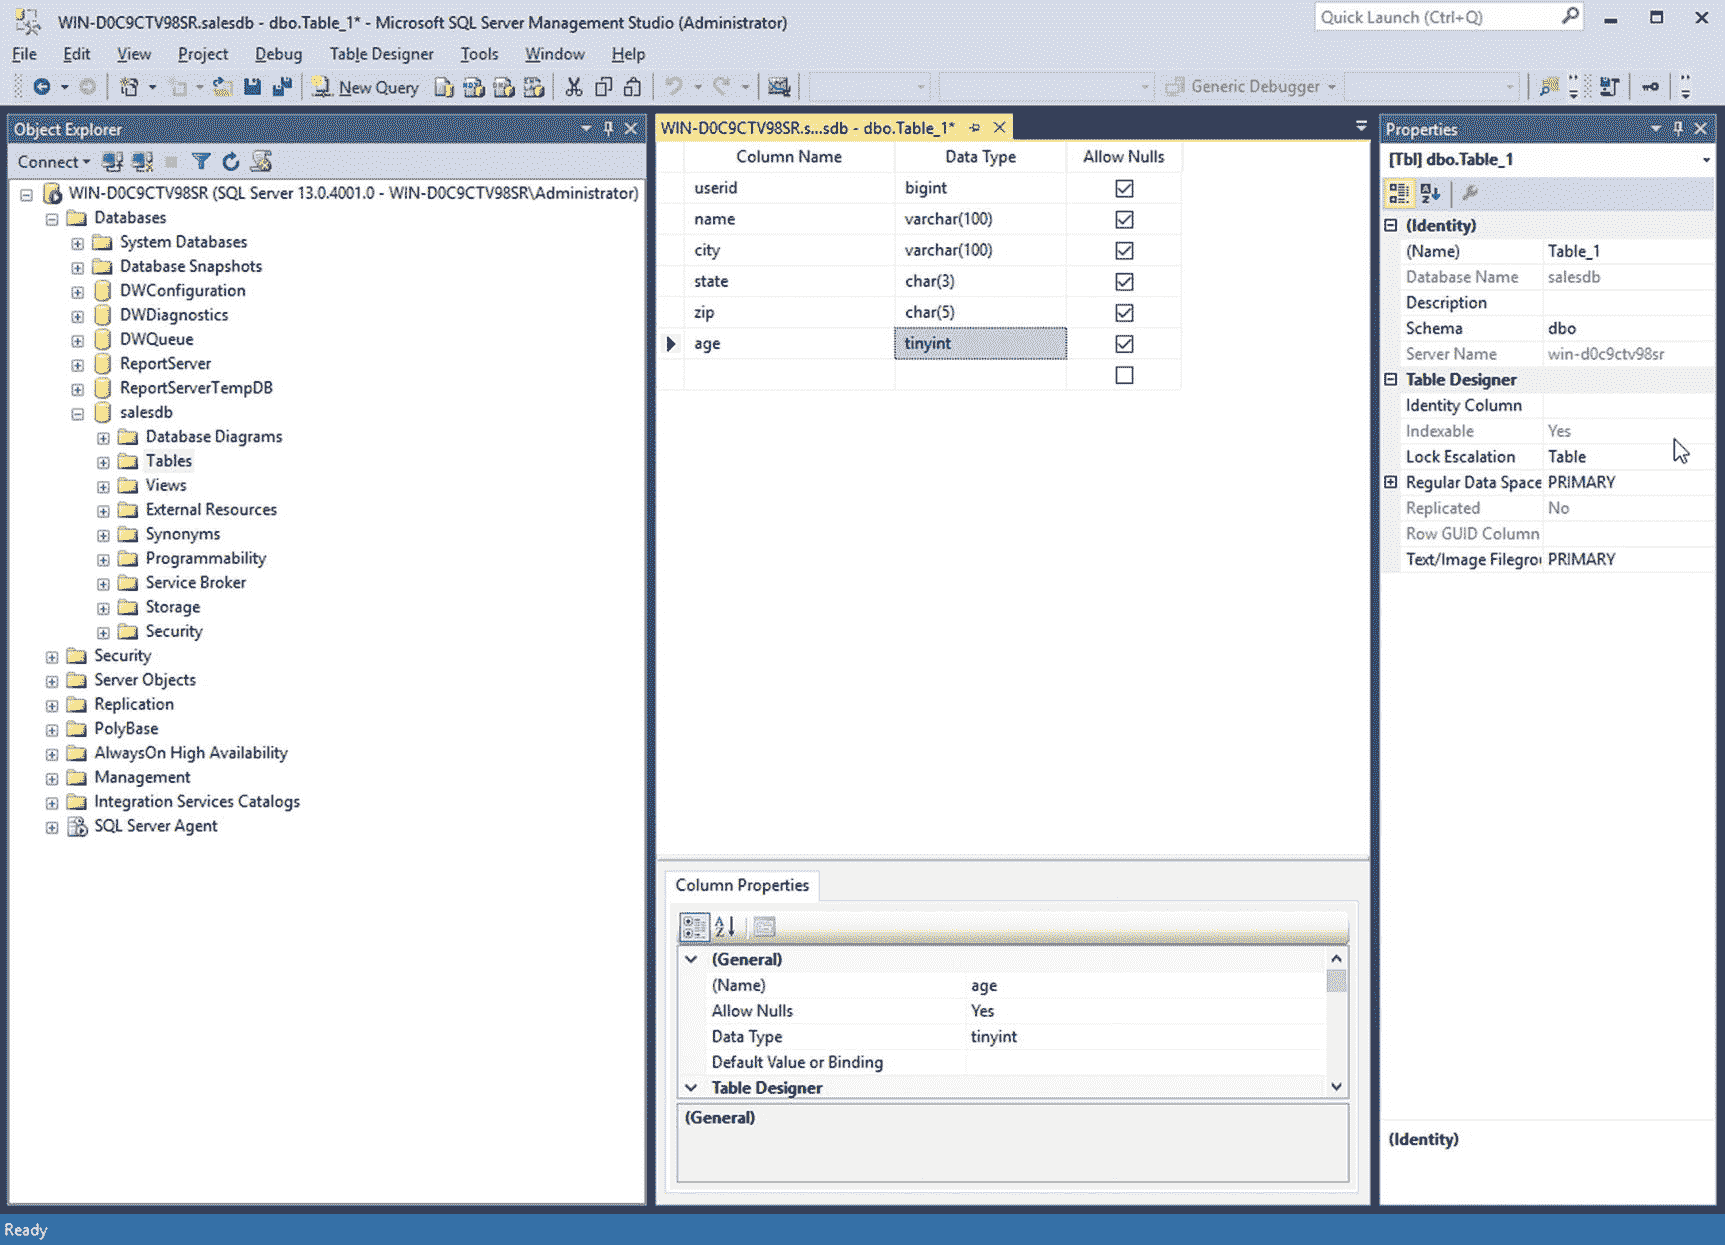 WIN-D0C9CTV98SR.salesdb - dbo.Table_1* - Microsoft SQL Server Management Studio (Administrator)
Quick Launch (Ctrl+Q)
File Edit View Project Debug Table Designer Tools Window Help
New Query
Generic Debugger
Object Explorer
Connect
WIN-D0C9CTV98SR (SQL Server 13.0.4001.0 - WIN-D0C9CTV98SR\Administrator)
Databases
System Databases
Database Snapshots
DWConfiguration
DWDiagnostics
DWQueue
ReportServer
ReportServerTempDB
salesdb
Database Diagrams
Tables
Views
External Resources
Synonyms
Programmability
Service Broker
Storage
Security
Security
Server Objects
Replication
PolyBase
AlwaysOn High Availability
Management
Integration Services Catalogs
SQL Server Agent
WIN-D0C9CTV98SR.s...sdb - dbo.Table_1*
Column Name Data Type Allow Nulls
userid bigint
name varchar(100)
city varchar(100)
state char(3)
zip char(5)
age tinyint
Column Properties
(General)
(Name) age
Allow Nulls Yes
Data Type tinyint
Default Value or Binding
Table Designer
(General)
Properties
[Tbl] dbo.Table_1
(Identity)
(Name) Table_1
Database Name salesdb
Description
Schema dbo
Server Name win-d0c9ctv98sr
Table Designer
Identity Column
Indexable Yes
Lock Escalation Table
Regular Data Space PRIMARY
Replicated No
Row GUID Column
Text/Image Filegro PRIMARY
(Identity)
Ready